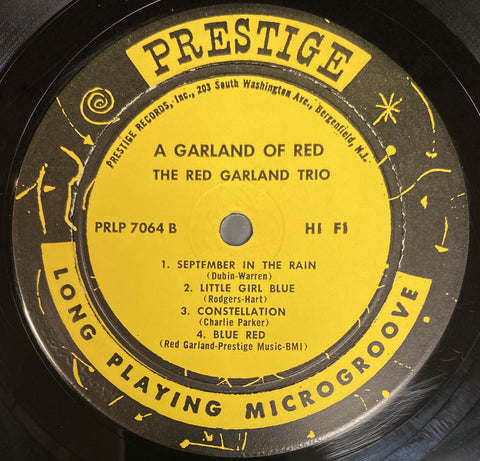 PRESTIGE
PRESTIGE RECORDS, Inc., 203 South Washington Ave., Bergenfield, N.J.
A GARLAND OF RED
THE RED GARLAND TRIO
PRLP 7064 B
HI FI
1. SEPTEMBER IN THE RAIN
(Dubin-Warren)
2. LITTLE GIRL BLUE
(Rodgers-Hart)
3. CONSTELLATION
(Charlie Parker)
4. BLUE RED
(Red Garland-Prestige Music-BMI)
LONG PLAYING MICROGROOVE